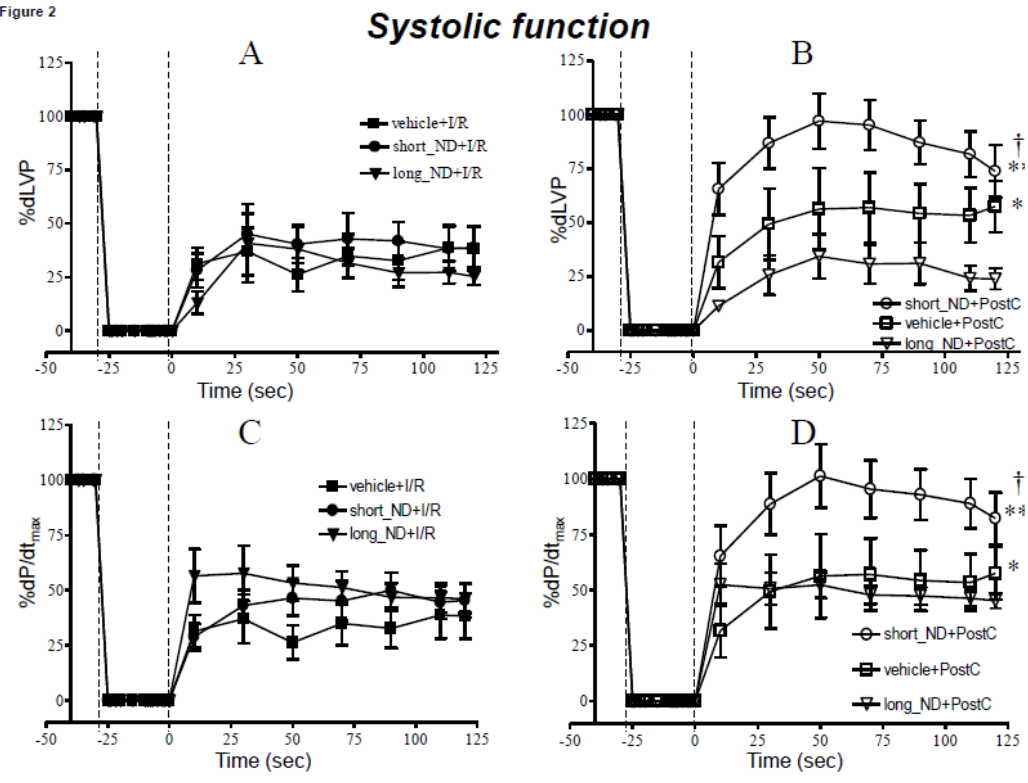 Figure 2
Systolic function
A
%dLVP
125
100
75
50
25
0
vehicle+I/R
short_ND+I/R
long_ND+I/R
-50 -25 0 25 50 75 100 125
Time (sec)
B
%dLVP
125
100
75
50
25
0
†
**
*
short_ND+PostC
vehicle+PostC
long_ND+PostC
-50 -25 0 25 50 75 100 125
Time (sec)
C
%dP/dtmax
125
100
75
50
25
0
vehicle+I/R
short_ND+I/R
long_ND+I/R
-50 -25 0 25 50 75 100 125
Time (sec)
D
%dP/dtmax
125
100
75
50
25
0
†
**
*
short_ND+PostC
vehicle+PostC
long_ND+PostC
-50 -25 0 25 50 75 100 125
Time (sec)